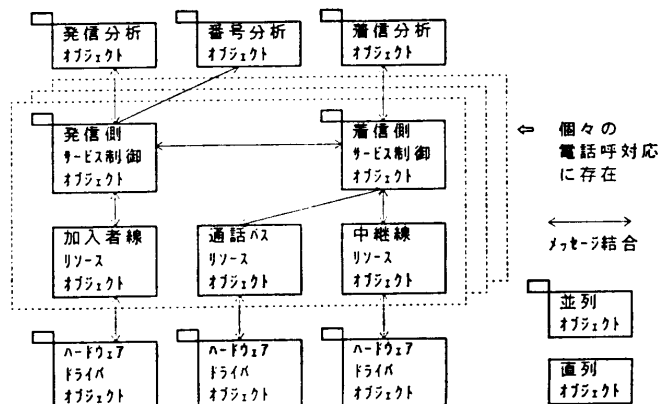 発信分析
オブジェクト
番号分析
オブジェクト
着信分析
オブジェクト
発信側
サービス制御
オブジェクト
着信側
サービス制御
オブジェクト
⇦ 個々の
電話呼対応
に存在
加入者線
リソース
オブジェクト
通話パス
リソース
オブジェクト
中継線
リソース
オブジェクト
メッセージ結合
並列
オブジェクト
ハードウェア
ドライバ
オブジェクト
ハードウェア
ドライバ
オブジェクト
ハードウェア
ドライバ
オブジェクト
直列
オブジェクト